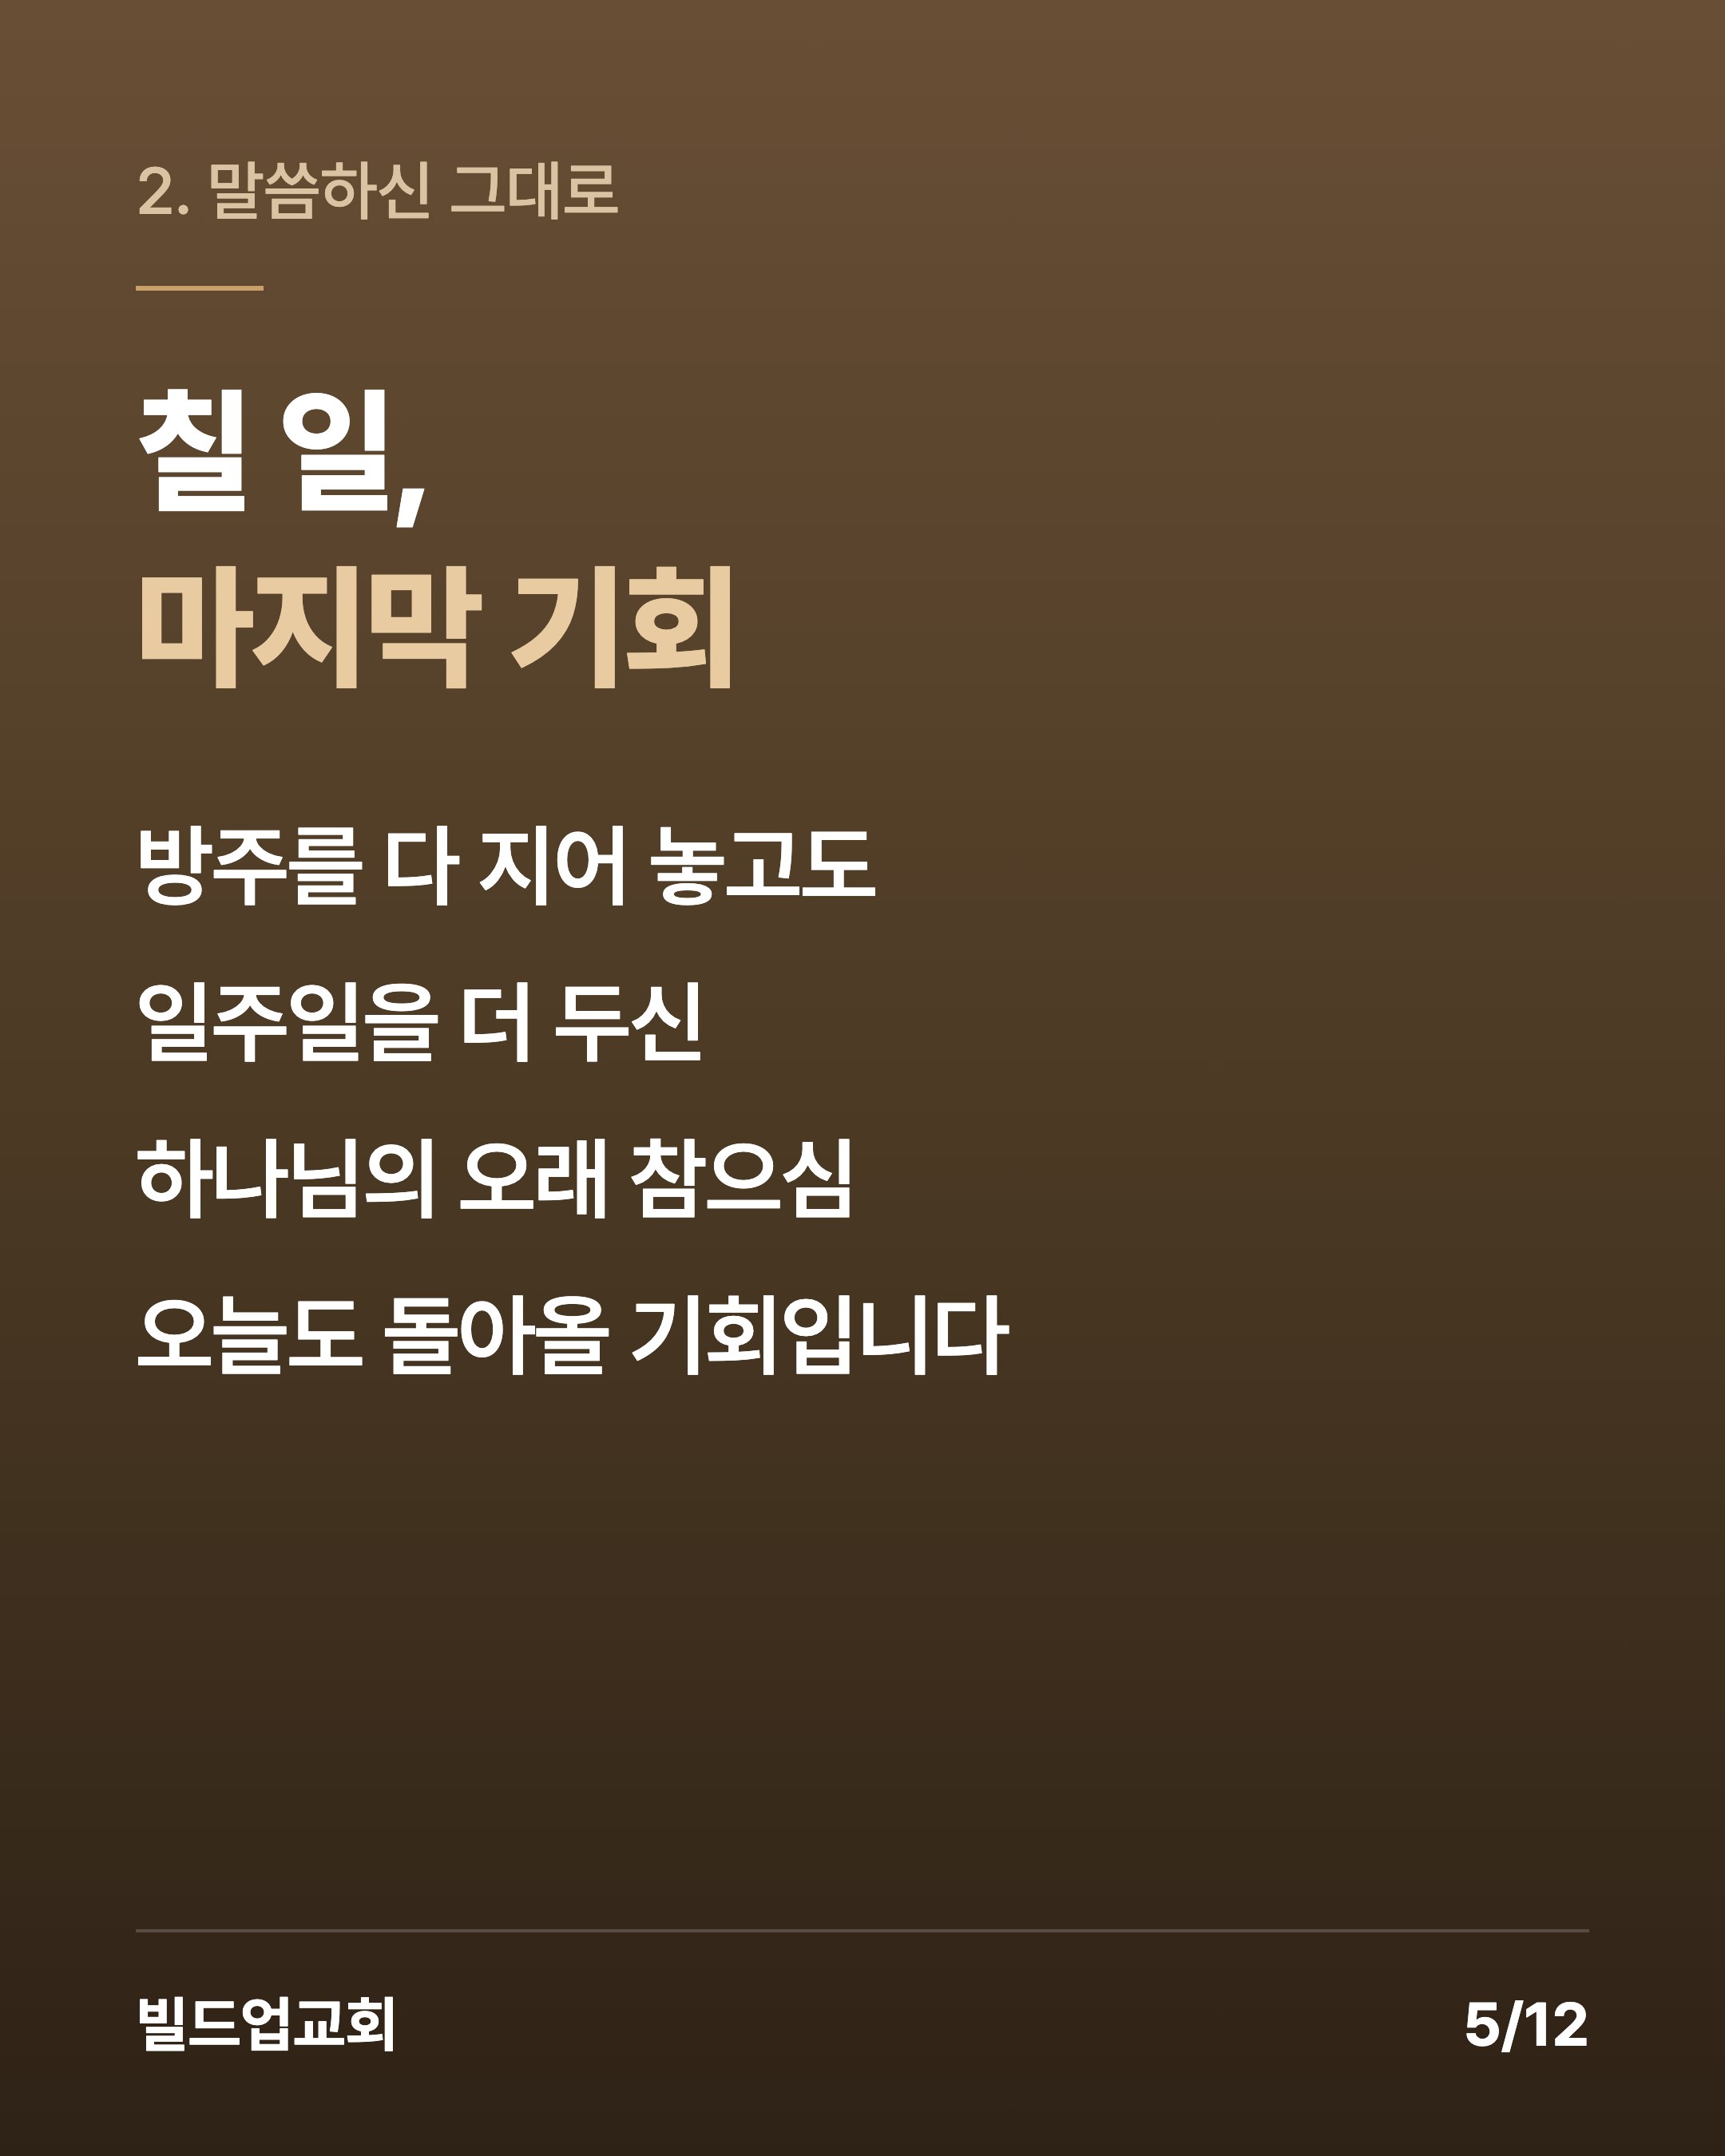 2. 말씀하신 그대로
칠 일,
마지막 기회
방주를 다 지어 농고도
일주일을 더 두신
하나님의 오래 참으심
오늘도 돌아올 기회입니다
빌드업교회
5/12